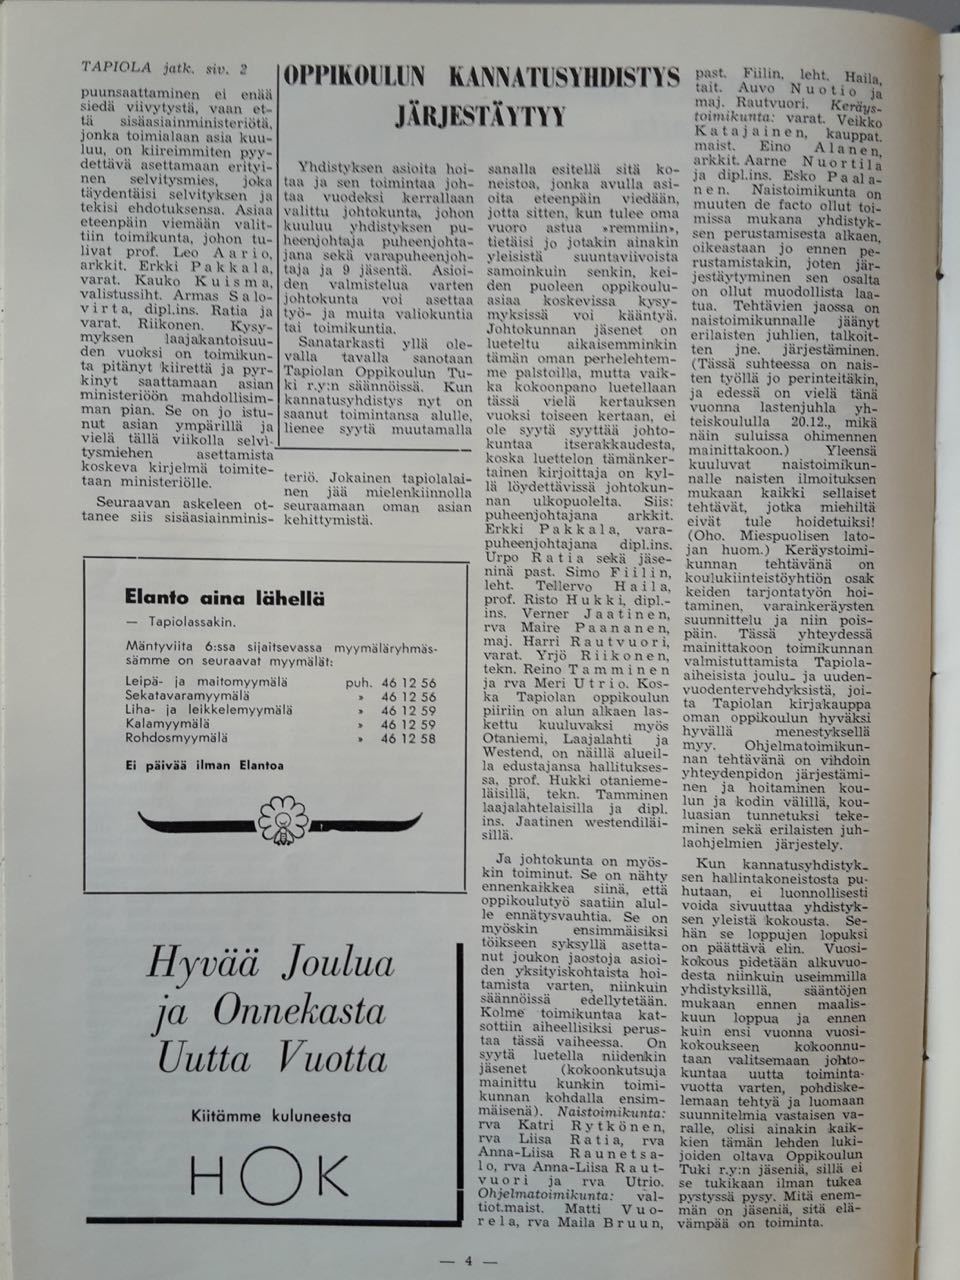 TAPIOLA jatk. siv. 2
puunsaattaminen ei enää
siedä viivytystä, vaan et-
tä sisäasiainministeriötä,
jonka toimialaan asia kuu-
luu, on kiireimmiten pyy-
dettävä asettamaan erityi-
nen selvitysmies, joka
täydentäisi selvityksen ja
tekisi ehdotuksensa. Asiaa
eteenpäin viemään valit-
tiin toimikunta, johon tu-
livat prof. Leo Aario,
arkkit. Erkki Pakkala,
varat. Kauko Kuisma,
valistussiht. Armas Salo-
virta, dipl.ins. Ratia ja
varat. Riikonen. Kysy-
myksen laajakantoisuu-
den vuoksi on toimikun-
ta pitänyt kiirettä ja pyr-
kinyt saattamaan asian
ministeriöön mahdollisim-
man pian. Se on jo istu-
nut asian ympärillä ja
vielä tällä viikolla selvi-
tysmiehen asettamista
koskeva kirjelmä toimite-
taan ministeriölle.
Seuraavan askeleen ot-
tanee siis sisäasiainminis-
teriö. Jokainen tapiolalai-
nen jää mielenkiinnolla
seuraamaan oman asian
kehittymistä.
OPPIKOULUN KANNATUSYHDISTYS
JÄRJESTÄYTYY
Yhdistyksen asioita hoi-
taa ja sen toimintaa joh-
taa vuodeksi kerrallaan
valittu johtokunta, johon
kuuluu yhdistyksen pu-
heenjohtaja puheenjohta-
jana sekä varapuheenjoh-
taja ja 9 jäsentä. Asioi-
den valmistelua varten
johtokunta voi asettaa
työ- ja muita valiokuntia
tai toimikuntia.
Sanatarkasti yllä ole-
valla tavalla sanotaan
Tapiolan Oppikoulun Tu-
ki r.y:n säännöissä. Kun
kannatusyhdistys nyt on
saanut toimintansa alulle,
lienee syytä muutamalla
sanalla esitellä sitä ko-
neistoa, jonka avulla asi-
oita eteenpäin viedään,
jotta sitten, kun tulee oma
vuoro astua »remmiin»,
tietäisi jo jotakin ainakin
yleisistä suuntaviivoista
samoinkuin senkin, kei-
den puoleen oppikoulu-
asiaa koskevissa kysy-
myksissä voi kääntyä.
Johtokunnan jäsenet on
lueteltu aikaisemminkin
tämän oman perhelehtem-
me palstoilla, mutta vaik-
ka kokoonpano luetellaan
tässä vielä kertauksen
vuoksi toiseen kertaan, ei
ole syytä syyttää johto-
kuntaa itserakkaudesta,
koska luettelon tämänker-
tainen kirjoittaja on kyl-
lä löydettävissä johtokun-
nan ulkopuolelta. Siis:
puheenjohtajana arkkit.
Erkki Pakkala, vara-
puheenjohtajana dipl.ins.
Urpo Ratia sekä jäse-
ninä past. Simo Fiilin,
leht. Tellervo Haila,
prof. Risto Hukki, dipl.-
ins. Verner Jaatinen,
rva Maire Paananen,
maj. Harri Rautvuori,
varat. Yrjö Riikonen,
tekn. Reino Tamminen
ja rva Meri Utrio. Kos-
ka Tapiolan oppikoulun
piiriin on alun alkaen las-
kettu kuuluvaksi myös
Otaniemi, Laajalahti ja
Westend, on näillä alueil-
la edustajansa hallitukses-
sa, prof. Hukki otanieme-
läisillä, tekn. Tamminen
laajalahtelaisilla ja dipl.
ins. Jaatinen westendiläi-
sillä.
Ja johtokunta on myös-
kin toiminut. Se on nähty
ennenkaikkea siinä, että
oppikoulutyö saatiin alul-
le ennätysvauhtia. Se on
myöskin ensimmäisiksi
töikseen syksyllä asetta-
nut joukon jaostoja asioi-
den yksityiskohtaista hoi-
tamista varten, niinkuin
säännöissä edellytetään.
Kolme toimikuntaa kat-
sottiin aiheellisiksi perus-
taa tässä vaiheessa. On
syytä luetella niidenkin
jäsenet (kokoonkutsuja
mainittu kunkin toimi-
kunnan kohdalla ensim-
mäisenä). Naistoimikunta:
rva Katri Rytkönen,
rva Liisa Ratia, rva
Anna-Liisa Raunetsa-
lo, rva Anna-Liisa Raut-
vuori ja rva Utrio.
Ohjelmatoimikunta: val-
tiot.maist. Matti Vuo-
rela, rva Maila Bruun,
past. Fiilin, leht. Haila,
tait. Auvo Nuotio ja
maj. Rautvuori. Keräys-
toimikunta: varat. Veikko
Katajainen, kauppat.
maist. Eino Alanen,
arkkit. Aarne Nuortila
ja dipl.ins. Esko Paala-
nen. Naistoimikunta on
muuten de facto ollut toi-
missa mukana yhdistyk-
sen perustamisesta alkaen,
oikeastaan jo ennen pe-
rustamistakin, joten jär-
jestäytyminen sen osalta
on ollut muodollista laa-
tua. Tehtävien jaossa on
naistoimikunnalle jäänyt
erilaisten juhlien, talkoit-
ten jne. järjestäminen.
(Tässä suhteessa on nais-
ten työllä jo perinteitäkin,
ja edessä on vielä tänä
vuonna lastenjuhla yh-
teiskoululla 20.12., mikä
näin suluissa ohimennen
mainittakoon.) Yleensä
kuuluvat naistoimikun-
nalle naisten ilmoituksen
mukaan kaikki sellaiset
tehtävät, jotka miehiltä
eivät tule hoidetuiksi!
(Oho. Miespuolisen lato-
jan huom.) Keräystoimi-
kunnan tehtävänä on
koulukiinteistöyhtiön osak
keiden tarjontatyön hoi-
taminen, varainkeräysten
suunnittelu ja niin pois-
päin. Tässä yhteydessä
mainittakoon toimikunnan
valmistuttamista Tapiola-
aiheisista joulu- ja uuden-
vuodentervehdyksistä, joi-
ta Tapiolan kirjakauppa
oman oppikoulun hyväksi
hyvällä menestyksellä
myy. Ohjelmatoimikun-
nan tehtävänä on vihdoin
yhteydenpidon järjestämi-
nen ja hoitaminen kou-
lun ja kodin välillä, kou-
luasian tunnetuksi teke-
minen sekä erilaisten juh-
laohjelmien järjestely.
Kun kannatusyhdistyk-
sen hallintakoneistosta pu-
hutaan, ei luonnollisesti
voida sivuuttaa yhdistyk-
sen yleistä kokousta. Se-
hän se loppujen lopuksi
on päättävä elin. Vuosi-
kokous pidetään alkuvuo-
desta niinkuin useimmilla
yhdistyksillä, sääntöjen
mukaan ennen maalis-
kuun loppua ja ennen
kuin ensi vuonna vuosi-
kokoukseen kokoonnu-
taan valitsemaan johto-
kuntaa uutta toiminta-
vuotta varten, pohdiske-
lemaan tehtyä ja luomaan
suunnitelmia vastaisen va-
ralle, olisi ainakin kaik-
kien tämän lehden luki-
joiden oltava Oppikoulun
Tuki r.y:n jäseniä, sillä ei
se tukikaan ilman tukea
pystyssä pysy. Mitä enem-
män on jäseniä, sitä elä-
vämpää on toiminta.
Elanto aina lähellä
— Tapiolassakin.
Mäntyviita 6:ssa sijaitsevassa myymäläryhmäs-
sämme on seuraavat myymälät:
Leipä- ja maitomyymälä puh. 46 12 56
Sekatavaramyymälä » 46 12 56
Liha- ja leikkelemyymälä » 46 12 59
Kalamyymälä » 46 12 59
Rohdosmyymälä » 46 12 58
Ei päivää ilman Elantoa
Hyvää Joulua
ja Onnekasta
Uutta Vuotta
Kiitämme kuluneesta
HOK
— 4 —